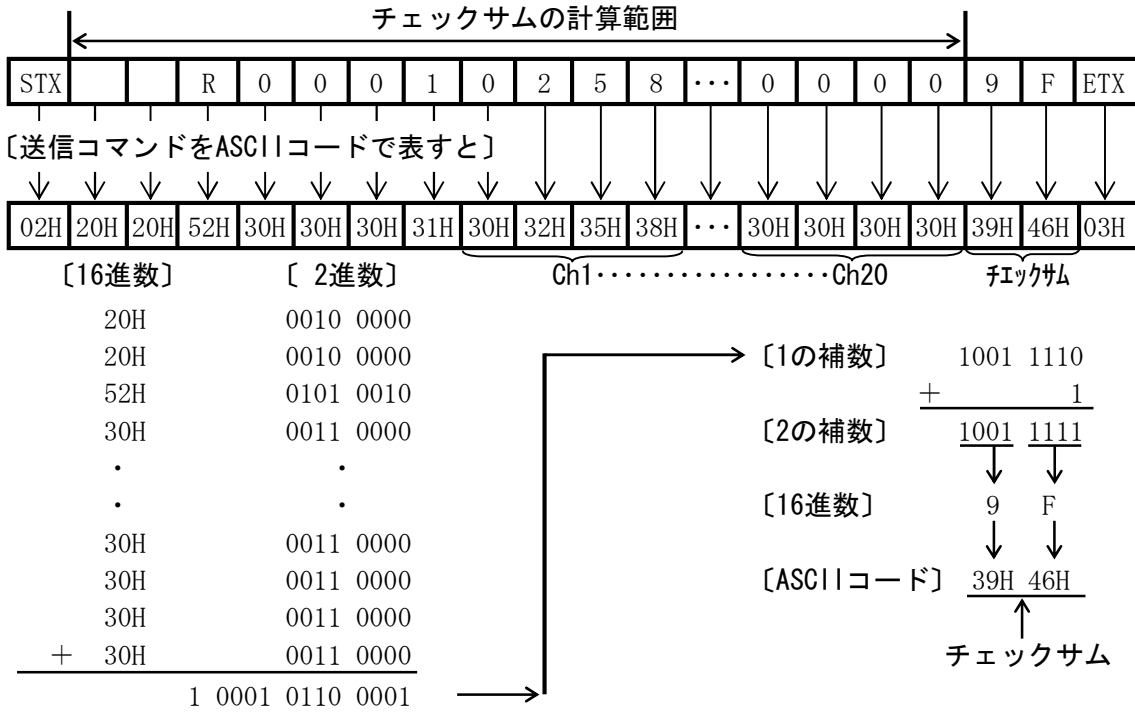 チェックサムの計算範囲
STX R 0 0 0 1 0 2 5 8 ··· 0 0 0 0 9 F ETX
〔送信コマンドをASCIIコードで表すと〕
02H 20H 20H 52H 30H 30H 30H 31H 30H 32H 35H 38H ··· 30H 30H 30H 30H 39H 46H 03H
Ch1·················Ch20 チェックサム
〔16進数〕 〔 2進数〕
20H 0010 0000
20H 0010 0000
52H 0101 0010
30H 0011 0000
・ ・
・ ・
30H 0011 0000
30H 0011 0000
30H 0011 0000
＋ 30H 0011 0000
1 0001 0110 0001
〔1の補数〕 1001 1110
＋ 1
〔2の補数〕 1001 1111
〔16進数〕 9 F
〔ASCIIコード〕 39H 46H
チェックサム